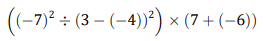 ((−7)² ÷ (3 − (−4))²) × (7 + (−6))